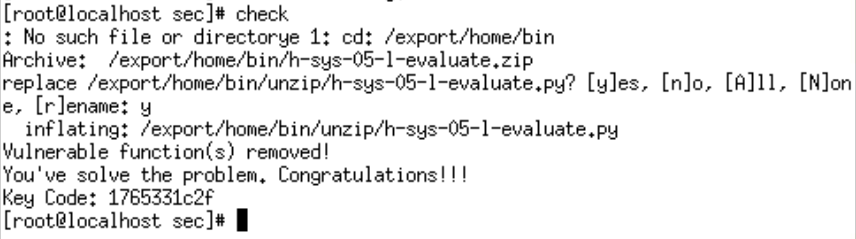 [root@localhost sec]# check
: No such file or directorye 1: cd: /export/home/bin
Archive:  /export/home/bin/h-sys-05-l-evaluate.zip
replace /export/home/bin/unzip/h-sys-05-l-evaluate.py? [y]es, [n]o, [A]ll, [N]on
e, [r]ename: y
  inflating: /export/home/bin/unzip/h-sys-05-l-evaluate.py
Vulnerable function(s) removed!
You've solve the problem. Congratulations!!!
Key Code: 1765331c2f
[root@localhost sec]#